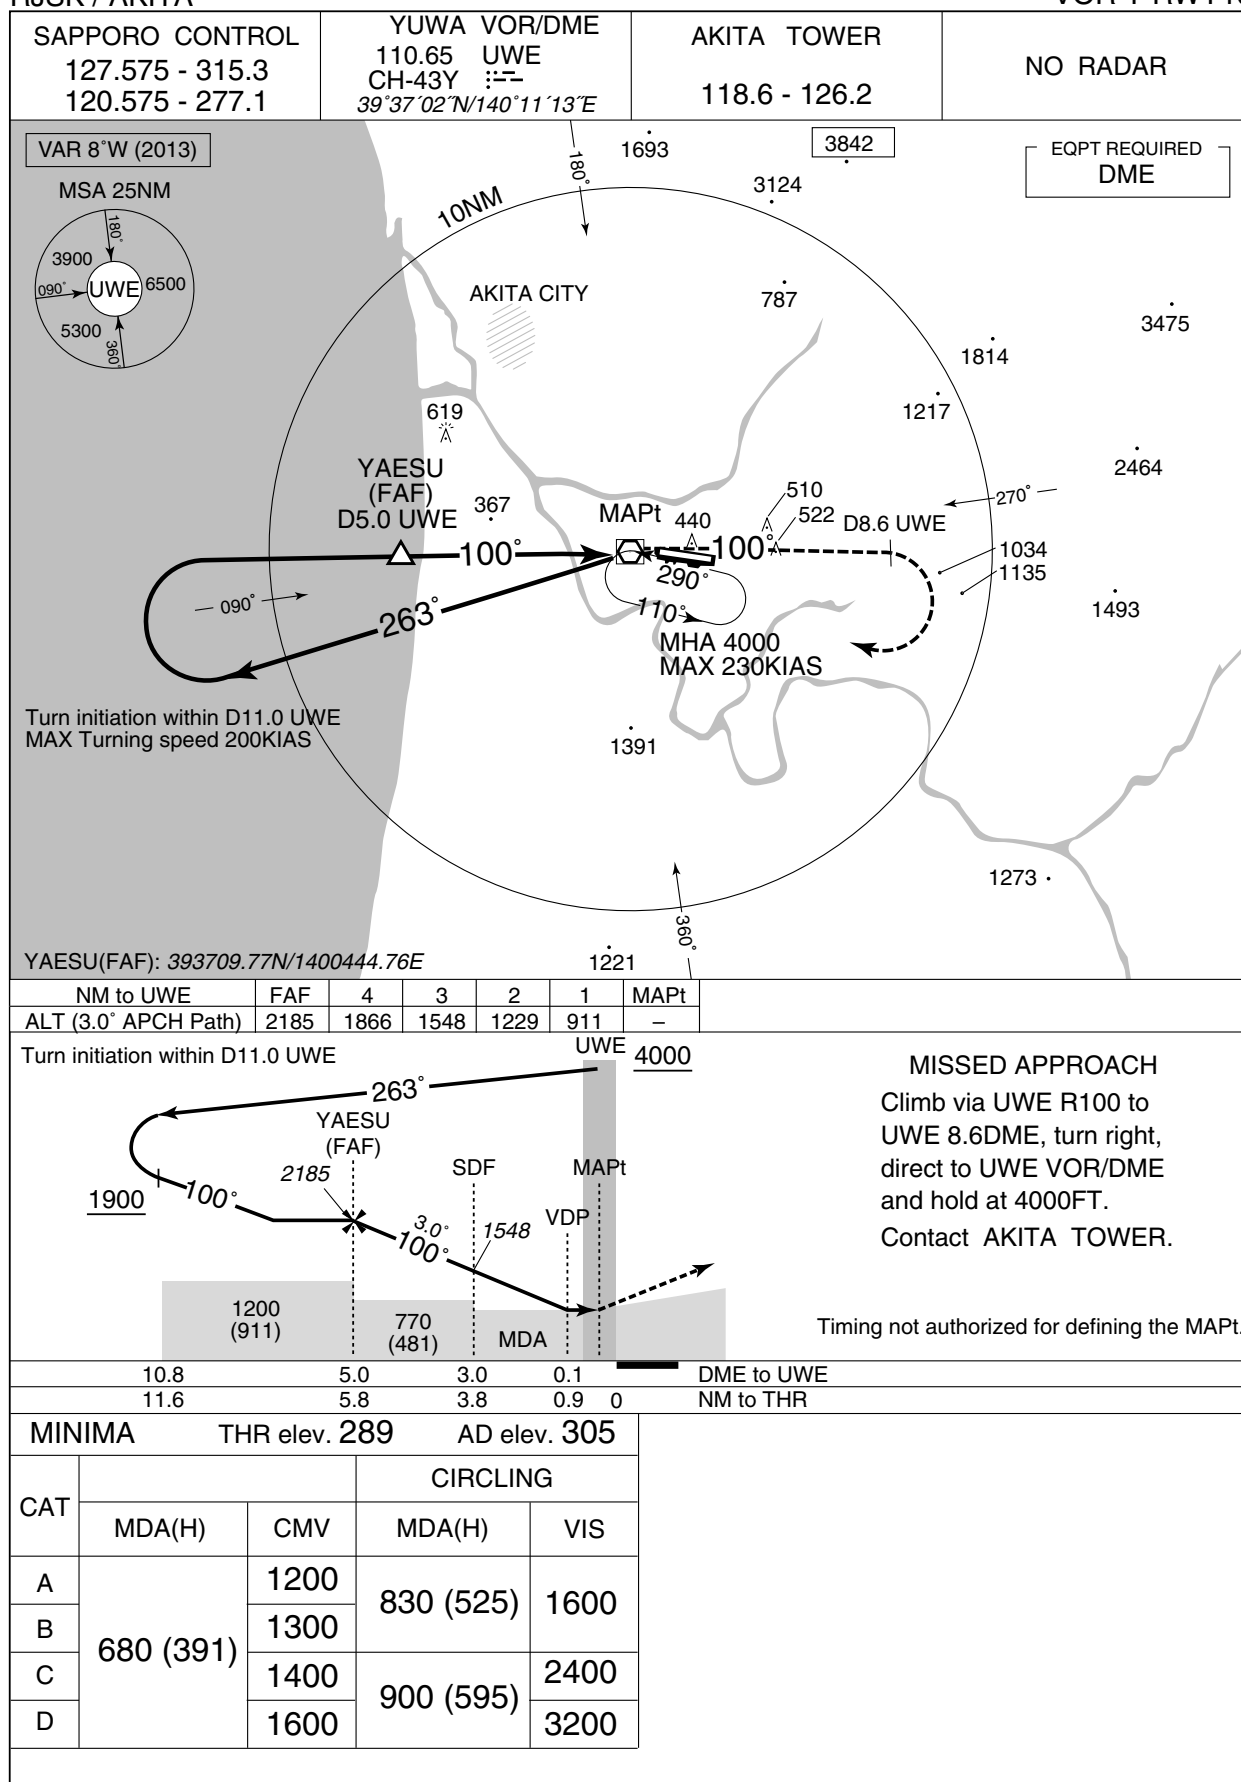 RJSK / AKITA
SAPPORO CONTROL
127.575 - 315.3
120.575 - 277.1
YUWA VOR/DME
110.65 UWE
CH-43Y
39°37´02˝N/140°11´13˝E
AKITA TOWER
118.6 - 126.2
NO RADAR
VAR 8°W (2013)
MSA 25NM
180°
3900
090°
UWE
6500
5300
360°
EQPT REQUIRED
DME
180°
1693
3842
3124
10NM
AKITA CITY
787
3475
1814
1217
619
2464
YAESU
(FAF)
D5.0 UWE
367
MAPt
440
510
522
D8.6 UWE
270°
100°
100°
1034
1135
290°
090°
263°
110°
1493
MHA 4000
MAX 230KIAS
Turn initiation within D11.0 UWE
MAX Turning speed 200KIAS
1391
1273
360°
1221
YAESU(FAF): 393709.77N/1400444.76E
NM to UWE FAF 4 3 2 1 MAPt
ALT (3.0° APCH Path) 2185 1866 1548 1229 911 –
Turn initiation within D11.0 UWE
UWE 4000
263°
YAESU
(FAF)
2185
SDF
MAPt
1900
100°
VDP
3.0°
100°
1548
1200
(911)
770
(481)
MDA
MISSED APPROACH
Climb via UWE R100 to
UWE 8.6DME, turn right,
direct to UWE VOR/DME
and hold at 4000FT.
Contact AKITA TOWER.
Timing not authorized for defining the MAPt.
10.8 5.0 3.0 0.1 DME to UWE
11.6 5.8 3.8 0.9 0 NM to THR
MINIMA THR elev. 289 AD elev. 305
CAT
CIRCLING
MDA(H) CMV MDA(H) VIS
A 1200
B 1300
680 (391)
830 (525) 1600
C 1400 2400
900 (595)
D 1600 3200